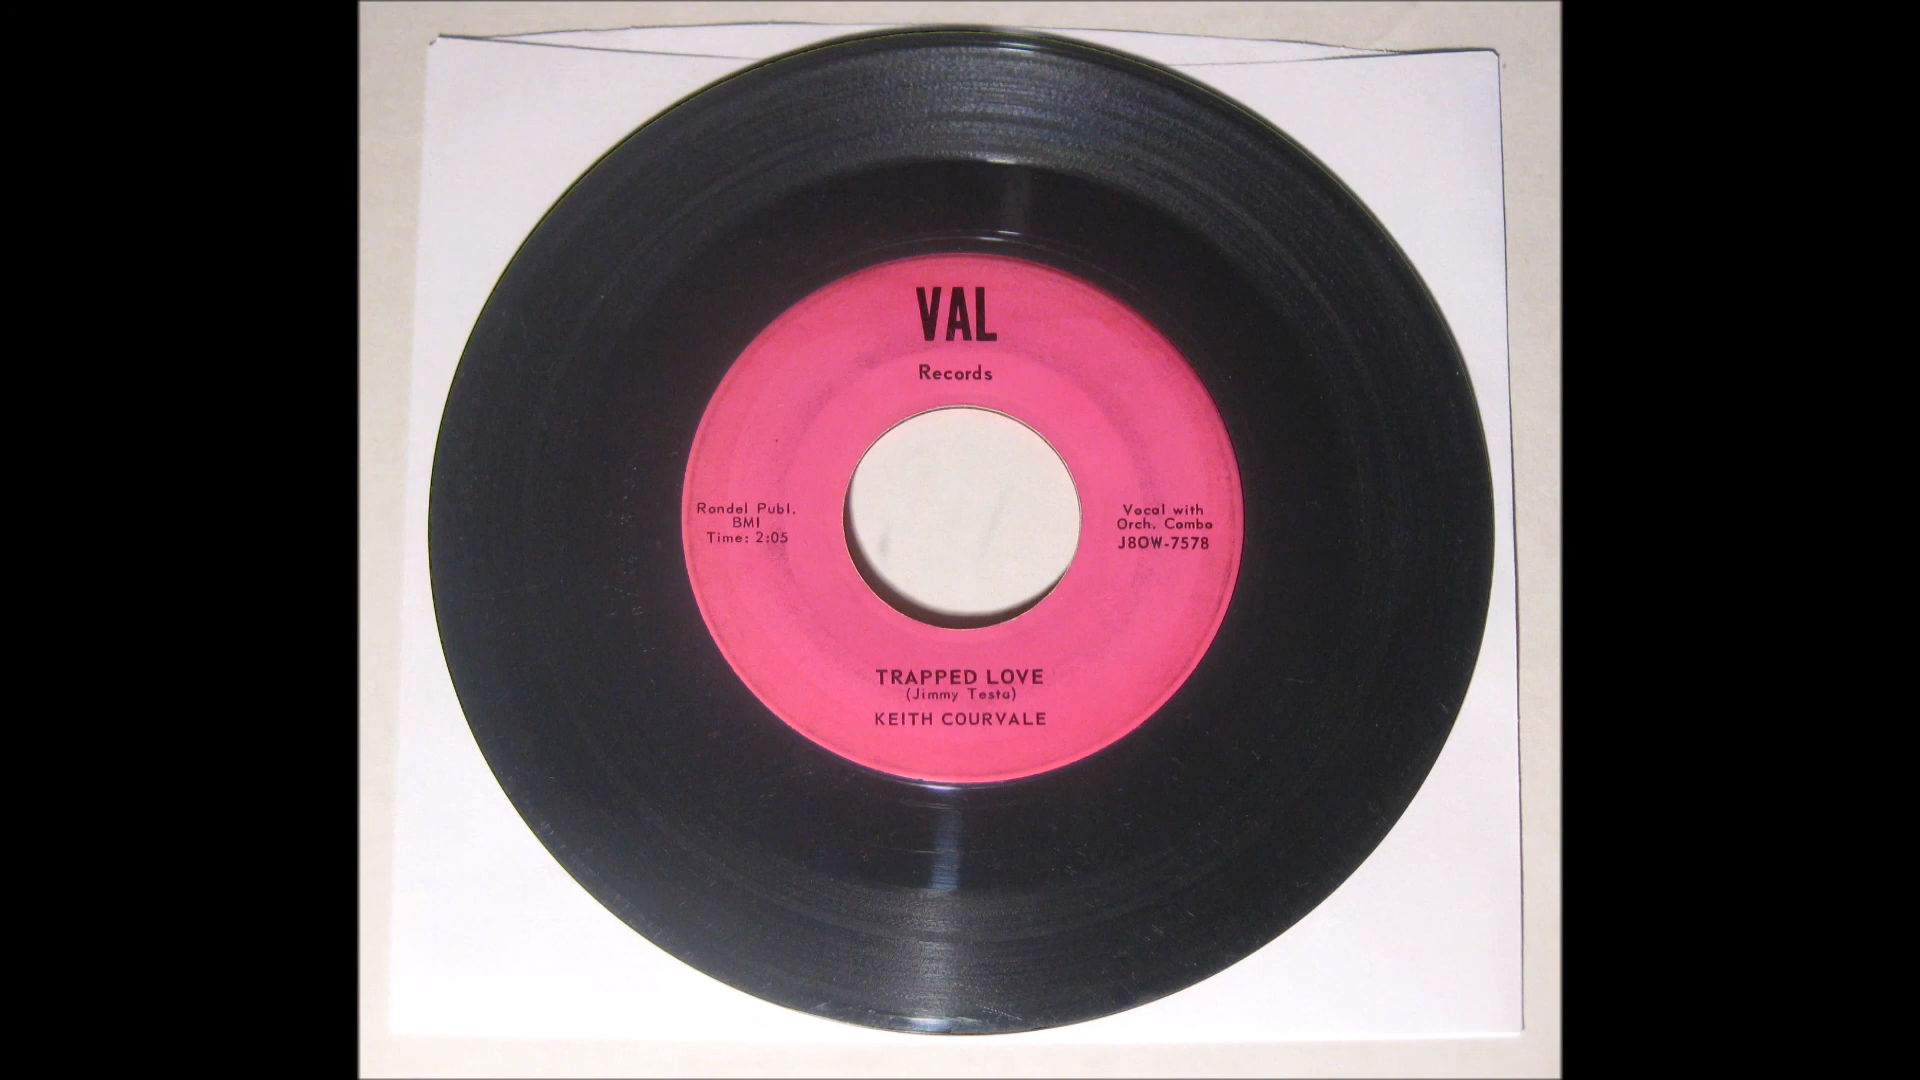 VAL
Records
Rondel Publ.
BMI
Time: 2:05
Vocal with
Orch. Combo
J8OW-7578
TRAPPED LOVE
(Jimmy Testa)
KEITH COURVALE